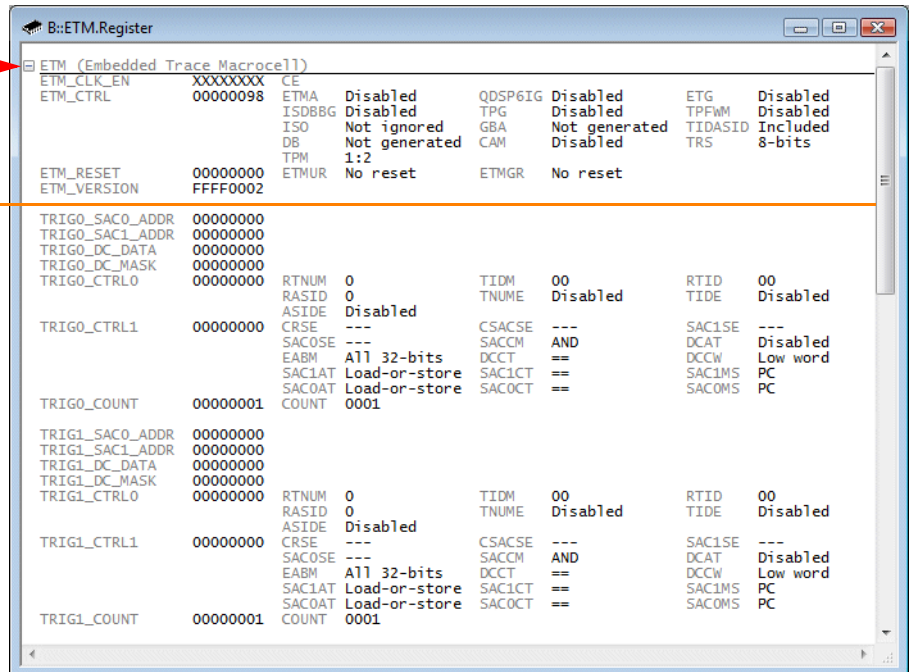 B::ETM.Register
ETM (Embedded Trace Macrocell)
ETM_CLK_EN XXXXXXXX CE
ETM_CTRL 00000098 ETMA Disabled QDSP6IG Disabled ETG Disabled
ISDBBG Disabled TPG Disabled TPFWM Disabled
ISO Not ignored GBA Not generated TIDASID Included
DB Not generated CAM Disabled TRS 8-bits
TPM 1:2
ETM_RESET 00000000 ETMUR No reset ETMGR No reset
ETM_VERSION FFFF0002
TRIG0_SAC0_ADDR 00000000
TRIG0_SAC1_ADDR 00000000
TRIG0_DC_DATA 00000000
TRIG0_DC_MASK 00000000
TRIG0_CTRL0 00000000 RTNUM 0 TIDM 00 RTID 00
RASID 0 TNUME Disabled TIDE Disabled
ASIDE Disabled
TRIG0_CTRL1 00000000 CRSE --- CSACSE --- SAC1SE ---
SAC0SE --- SACCM AND DCAT Disabled
EABM All 32-bits DCCT == DCCW Low word
SAC1AT Load-or-store SAC1CT == SAC1MS PC
SAC0AT Load-or-store SAC0CT == SAC0MS PC
TRIG0_COUNT 00000001 COUNT 0001
TRIG1_SAC0_ADDR 00000000
TRIG1_SAC1_ADDR 00000000
TRIG1_DC_DATA 00000000
TRIG1_DC_MASK 00000000
TRIG1_CTRL0 00000000 RTNUM 0 TIDM 00 RTID 00
RASID 0 TNUME Disabled TIDE Disabled
ASIDE Disabled
TRIG1_CTRL1 00000000 CRSE --- CSACSE --- SAC1SE ---
SAC0SE --- SACCM AND DCAT Disabled
EABM All 32-bits DCCT == DCCW Low word
SAC1AT Load-or-store SAC1CT == SAC1MS PC
SAC0AT Load-or-store SAC0CT == SAC0MS PC
TRIG1_COUNT 00000001 COUNT 0001